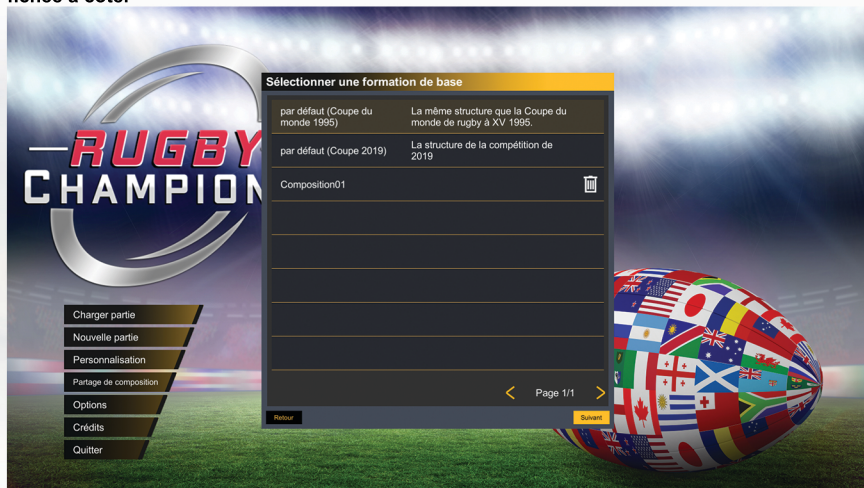 Sélectionner une formation de base
par défaut (Coupe du
monde 1995)
La même structure que la Coupe du
monde de rugby à XV 1995.
par défaut (Coupe 2019)
La structure de la compétition de
2019
Composition01
RUGBY
CHAMPION
Charger partie
Nouvelle partie
Personnalisation
Partage de composition
Options
Crédits
Quitter
Page 1/1
Retour
Suivant